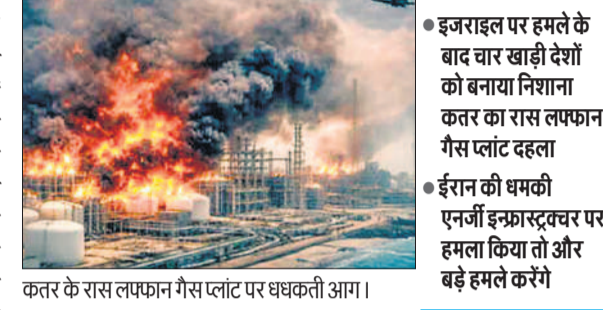 कतर के रास लफ्फान गैस प्लांट पर धधकती आग।
● इजराइल पर हमले के
बाद चार खाड़ी देशों
को बनाया निशाना
कतर का रास लफ्फान
गैस प्लांट दहला
● ईरान की धमकी
एनर्जी इन्फ्रास्ट्रक्चर पर
हमला किया तो और
बड़े हमले करेंगे